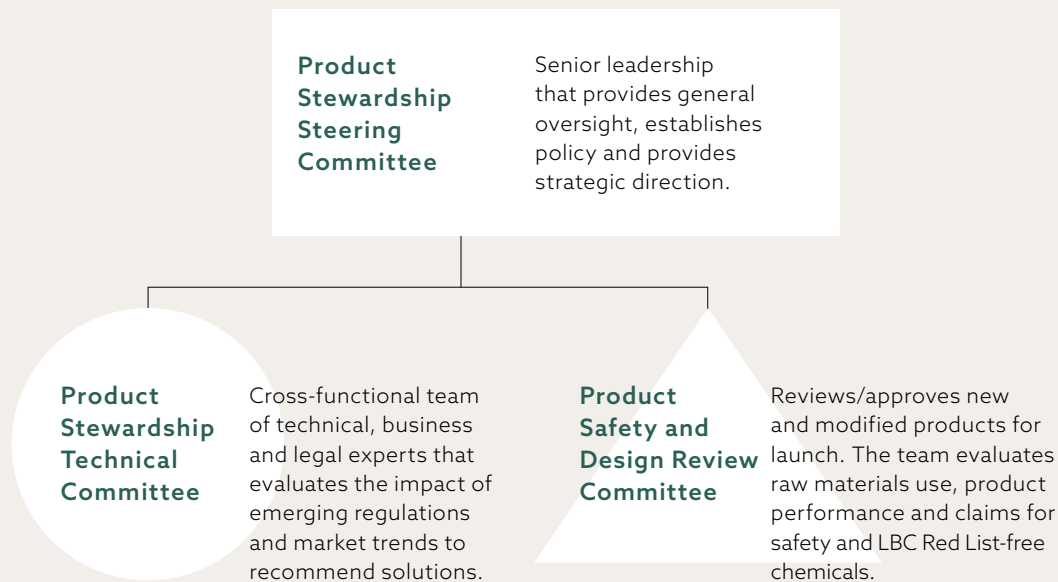 Product
Stewardship
Steering
Committee
Senior leadership
that provides general
oversight, establishes
policy and provides
strategic direction.
Product
Stewardship
Technical
Committee
Cross-functional team
of technical, business
and legal experts that
evaluates the impact of
emerging regulations
and market trends to
recommend solutions.
Product
Safety and
Design Review
Committee
Reviews/approves new
and modified products for
launch. The team evaluates
raw materials use, product
performance and claims for
safety and LBC Red List-free
chemicals.